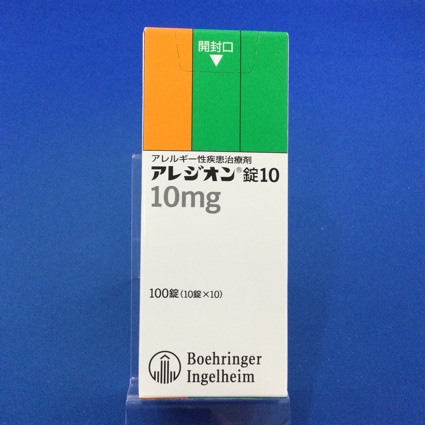 開封口
アレルギー性疾患治療剤
アレジオン®錠10
10mg
100錠(10錠×10)
Boehringer
Ingelheim